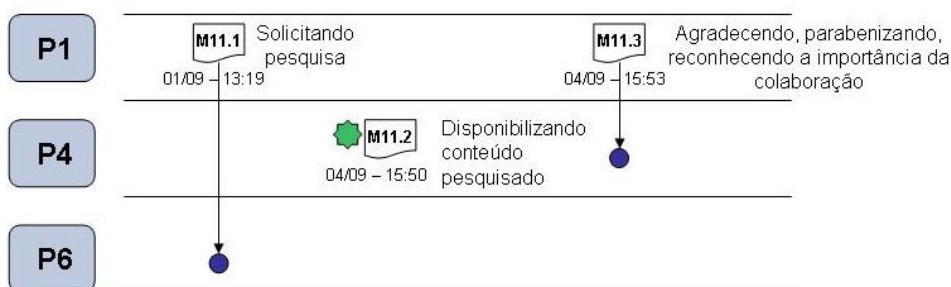 P1
M11.1
Solicitando
pesquisa
01/09 – 13:19
M11.3
Agradecendo, parabenizando,
reconhecendo a importância da
colaboração
04/09 – 15:53
P4
M11.2
Disponibilizando
conteúdo
pesquisado
04/09 – 15:50
P6